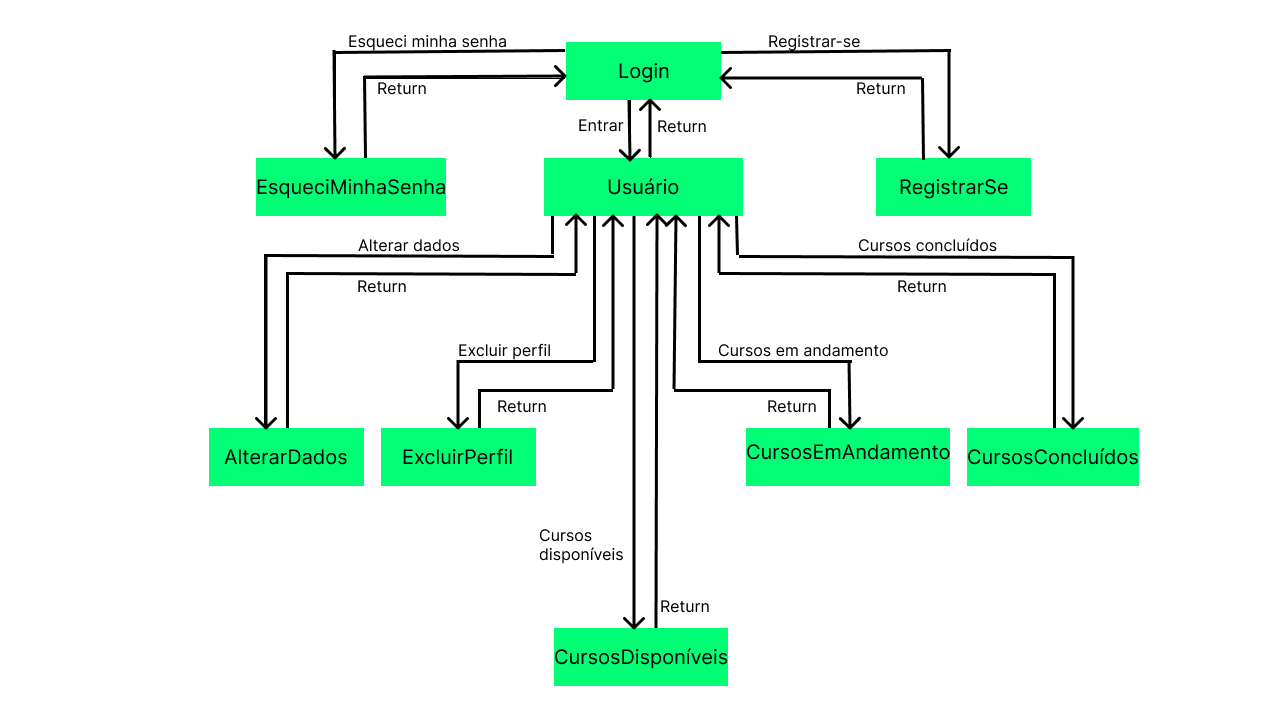 Esqueci minha senha
Registrar-se
Login
Return
Return
Entrar
Return
EsqueciMinhaSenha
Usuário
RegistrarSe
Alterar dados
Cursos concluídos
Return
Return
Excluir perfil
Cursos em andamento
Return
Return
AlterarDados
ExcluirPerfil
CursosEmAndamento
CursosConcluídos
Cursos
disponíveis
Return
CursosDisponíveis